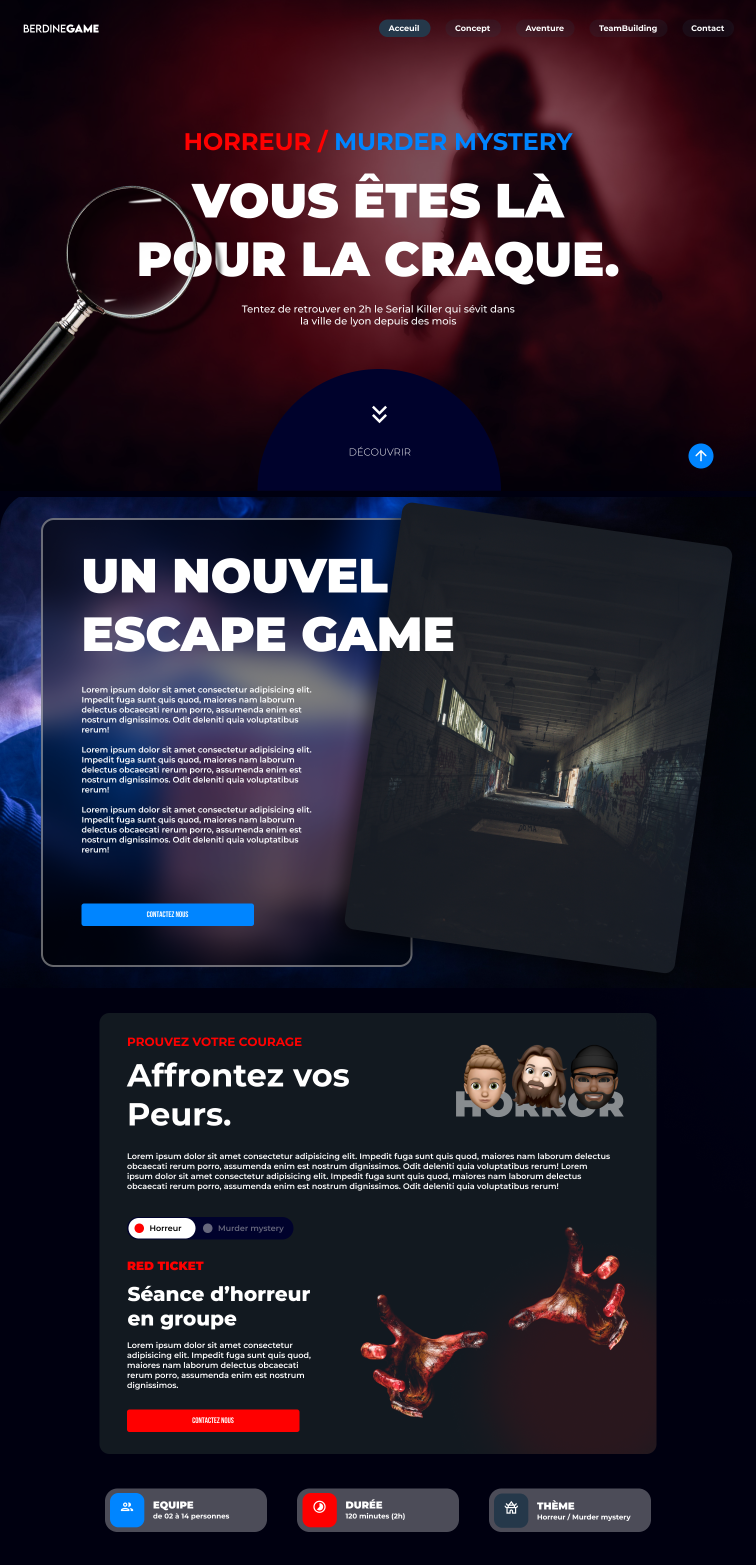 BERDINEGAME
Acceuil
Concept
Aventure
TeamBuilding
Contact
HORREUR / MURDER MYSTERY
VOUS ÊTES LÀ
POUR LA CRAQUE.
Tentez de retrouver en 2h le Serial Killer qui sévit dans
la ville de lyon depuis des mois
DÉCOUVRIR
UN NOUVEL
ESCAPE GAME
Lorem ipsum dolor sit amet consectetur adipisicing elit.
Impedit fuga sunt quis quod, maiores nam laborum
delectus obcaecati rerum porro, assumenda enim est
nostrum dignissimos. Odit deleniti quia voluptatibus
rerum!
Lorem ipsum dolor sit amet consectetur adipisicing elit.
Impedit fuga sunt quis quod, maiores nam laborum
delectus obcaecati rerum porro, assumenda enim est
nostrum dignissimos. Odit deleniti quia voluptatibus
rerum!
Lorem ipsum dolor sit amet consectetur adipisicing elit.
Impedit fuga sunt quis quod, maiores nam laborum
delectus obcaecati rerum porro, assumenda enim est
nostrum dignissimos. Odit deleniti quia voluptatibus
rerum!
CONTACTEZ NOUS
PROUVEZ VOTRE COURAGE
Affrontez vos
Peurs.
HORROR
Lorem ipsum dolor sit amet consectetur adipisicing elit. Impedit fuga sunt quis quod, maiores nam laborum delectus
obcaecati rerum porro, assumenda enim est nostrum dignissimos. Odit deleniti quia voluptatibus rerum! Lorem
ipsum dolor sit amet consectetur adipisicing elit. Impedit fuga sunt quis quod, maiores nam laborum delectus
obcaecati rerum porro, assumenda enim est nostrum dignissimos. Odit deleniti quia voluptatibus rerum!
Horreur
Murder mystery
RED TICKET
Séance d'horreur
en groupe
Lorem ipsum dolor sit amet consectetur
adipisicing elit. Impedit fuga sunt quis quod,
maiores nam laborum delectus obcaecati
rerum porro, assumenda enim est nostrum
dignissimos.
CONTACTEZ NOUS
EQUIPE
de 02 à 14 personnes
DURÉE
120 minutes (2h)
THÈME
Horreur / Murder mystery